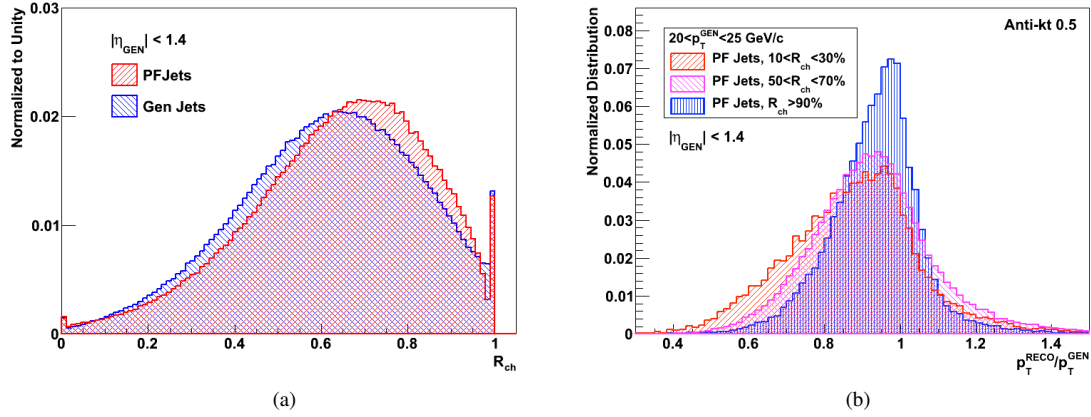 Normalized to Unity
0.03
0.02
0.01
0
|η_GEN| < 1.4
PFJets
Gen Jets
0 0.2 0.4 0.6 0.8 1
R_ch
(a)
Normalized Distribution
0.08
0.07
0.06
0.05
0.04
0.03
0.02
0.01
0
Anti-kt 0.5
20<p_T^GEN<25 GeV/c
PF Jets, 10<R_ch<30%
PF Jets, 50<R_ch<70%
PF Jets, R_ch>90%
|η_GEN| < 1.4
0.4 0.6 0.8 1 1.2 1.4
p_T^RECO/p_T^GEN
(b)